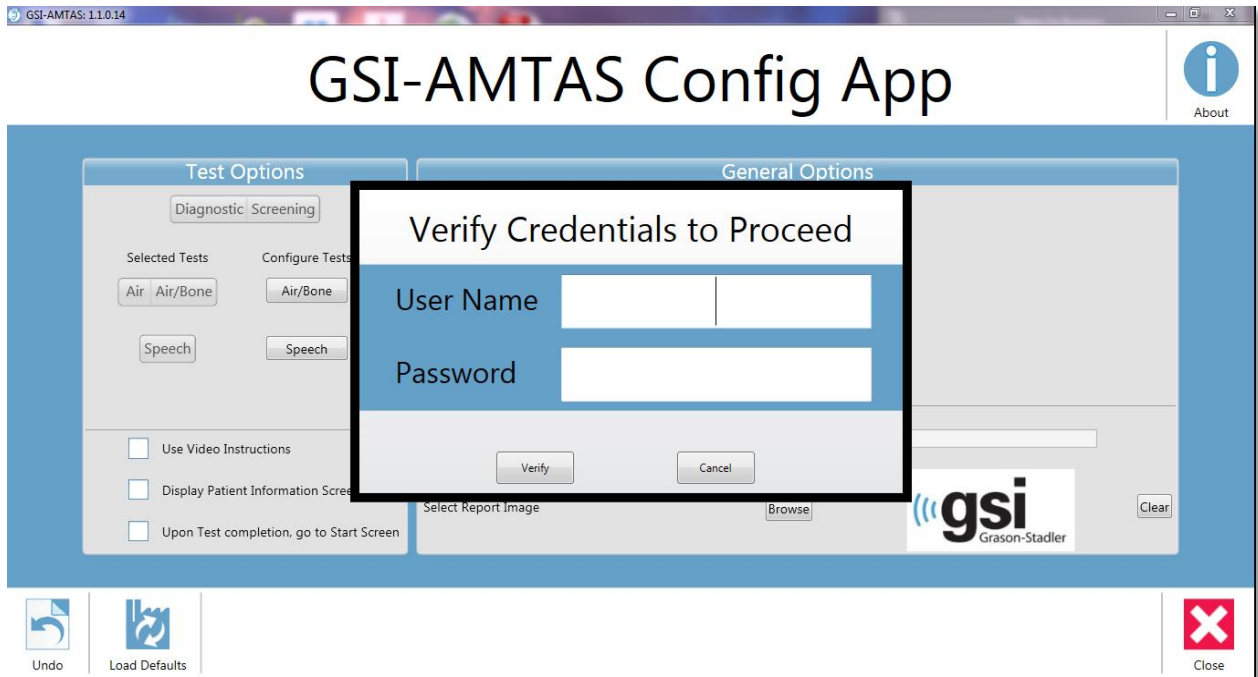 GSI-AMTAS: 1.1.0.14
GSI-AMTAS Config App
About
Test Options
General Options
Diagnostic Screening
Selected Tests
Configure Tests
Air Air/Bone
Air/Bone
Speech
Speech
Use Video Instructions
Display Patient Information Scree
Upon Test completion, go to Start Screen
Verify Credentials to Proceed
User Name
Password
Verify
Cancel
Select Report Image
Browse
gsi
Grason-Stadler
Clear
Undo
Load Defaults
Close